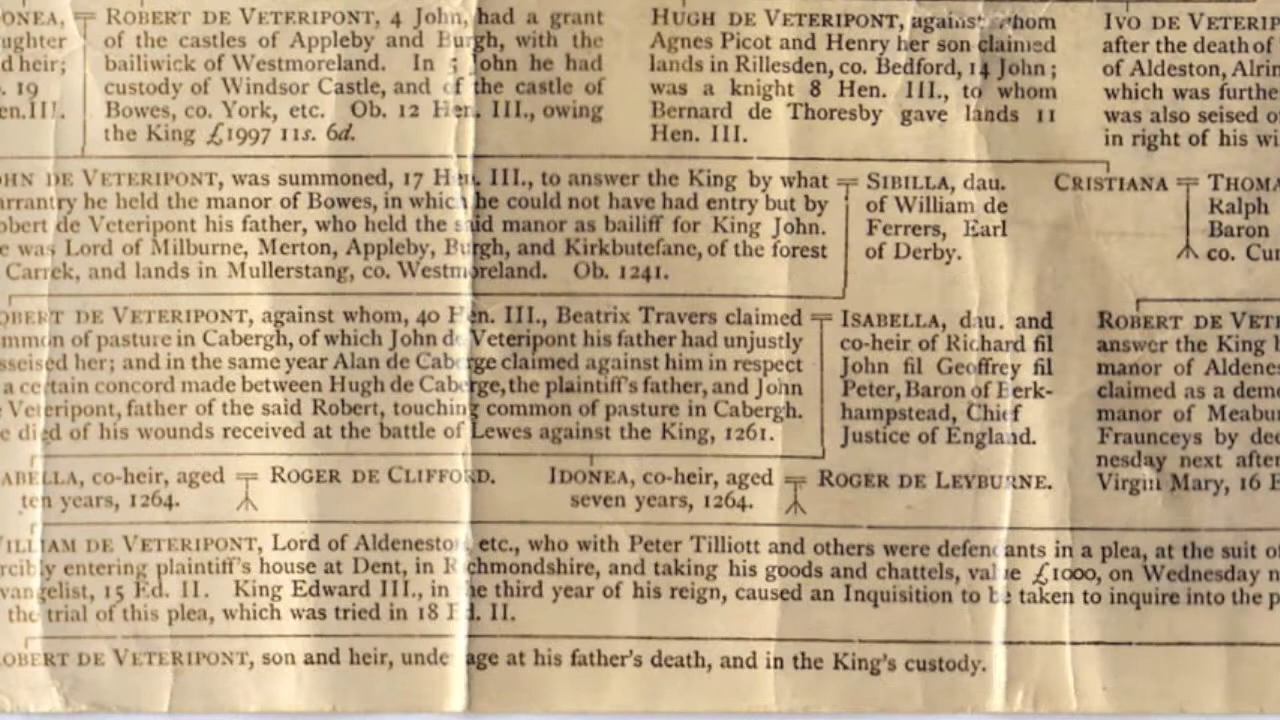 ONEA,
ughter
d heir;
. 19
en. III.
ROBERT DE VETERIPONT, 4 John, had a grant
of the castles of Appleby and Burgh, with the
bailiwick of Westmoreland. In 5 John he had
custody of Windsor Castle, and of the castle of
Bowes, co. York, etc. Ob. 12 Hen. III., owing
the King £1997 11s. 6d.
HUGH DE VETERIPONT, against whom
Agnes Picot and Henry her son claimed
lands in Rillesden, co. Bedford, 14 John;
was a knight 8 Hen. III., to whom
Bernard de Thoresby gave lands 11
Hen. III.
IVO DE VETERIP
after the death of
of Aldeston, Alrin
which was furthe
was also seised o
in right of his wi
OHN DE VETERIPONT, was summoned, 17 Hen. III., to answer the King by what
arrantry he held the manor of Bowes, in which he could not have had entry but by
obert de Veteripont his father, who held the said manor as bailiff for King John.
e was Lord of Milburne, Merton, Appleby, Burgh, and Kirkbutefane, of the forest
Carrek, and lands in Mullerstang, co. Westmoreland. Ob. 1241.
SIBILLA, dau.
of William de
Ferrers, Earl
of Derby.
CRISTIANA
THOMA
Ralph
Baron
co. Cu
OBERT DE VETERIPONT, against whom, 40 Hen. III., Beatrix Travers claimed
mmon of pasture in Cabergh, of which John de Veteripont his father had unjustly
sseised her; and in the same year Alan de Caberge claimed against him in respect
a certain concord made between Hugh de Caberge, the plaintiff's father, and John
Veteripont, father of the said Robert, touching common of pasture in Cabergh.
e died of his wounds received at the battle of Lewes against the King, 1261.
ISABELLA, dau. and
co-heir of Richard fil
John fil Geoffrey fil
Peter, Baron of Berk-
hampstead, Chief
Justice of England.
ROBERT DE VETE
answer the King
manor of Aldenes
claimed as a dem
manor of Meabu
Fraunceys by dec
nesday next after
Virgin Mary, 16 E
ABELLA, co-heir, aged
ten years, 1264.
ROGER DE CLIFFORD.
IDONEA, co-heir, aged
seven years, 1264.
ROGER DE LEYBURNE.
WILLIAM DE VETERIPONT, Lord of Aldeneston, etc., who with Peter Tilliott and others were defendants in a plea, at the suit of
rcibly entering plaintiff's house at Dent, in Richmondshire, and taking his goods and chattels, value £1000, on Wednesday n
vangelist, 15 Ed. II. King Edward III., in the third year of his reign, caused an Inquisition to be taken to inquire into the p
the trial of this plea, which was tried in 18 Ed. II.
OBERT DE VETERIPONT, son and heir, under age at his father's death, and in the King's custody.